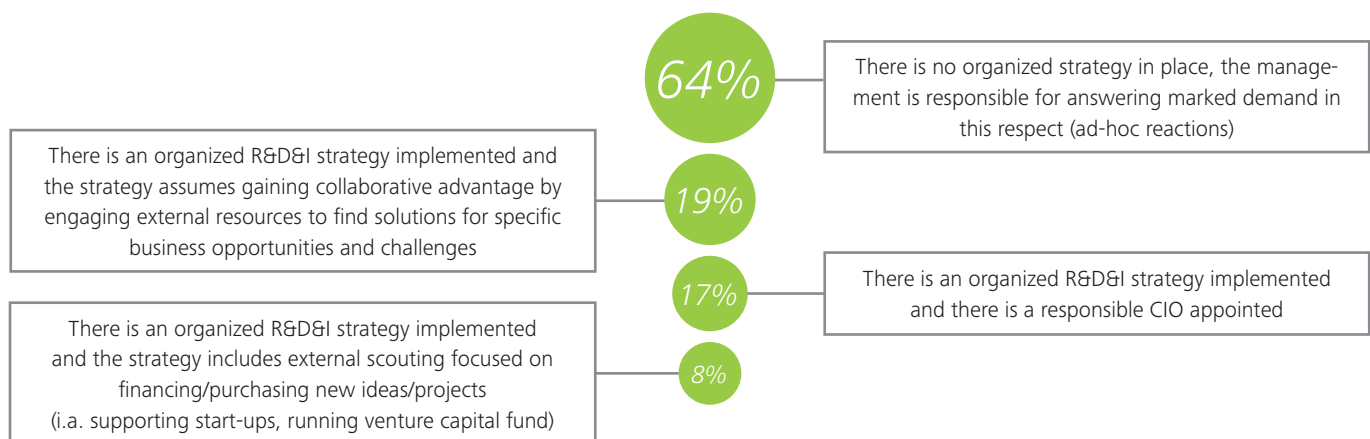 64%
There is no organized strategy in place, the manage-
ment is responsible for answering marked demand in
this respect (ad-hoc reactions)
There is an organized R&D&I strategy implemented and
the strategy assumes gaining collaborative advantage by
engaging external resources to find solutions for specific
business opportunities and challenges
19%
17%
There is an organized R&D&I strategy implemented
and there is a responsible CIO appointed
There is an organized R&D&I strategy implemented
and the strategy includes external scouting focused on
financing/purchasing new ideas/projects
(i.a. supporting start-ups, running venture capital fund)
8%